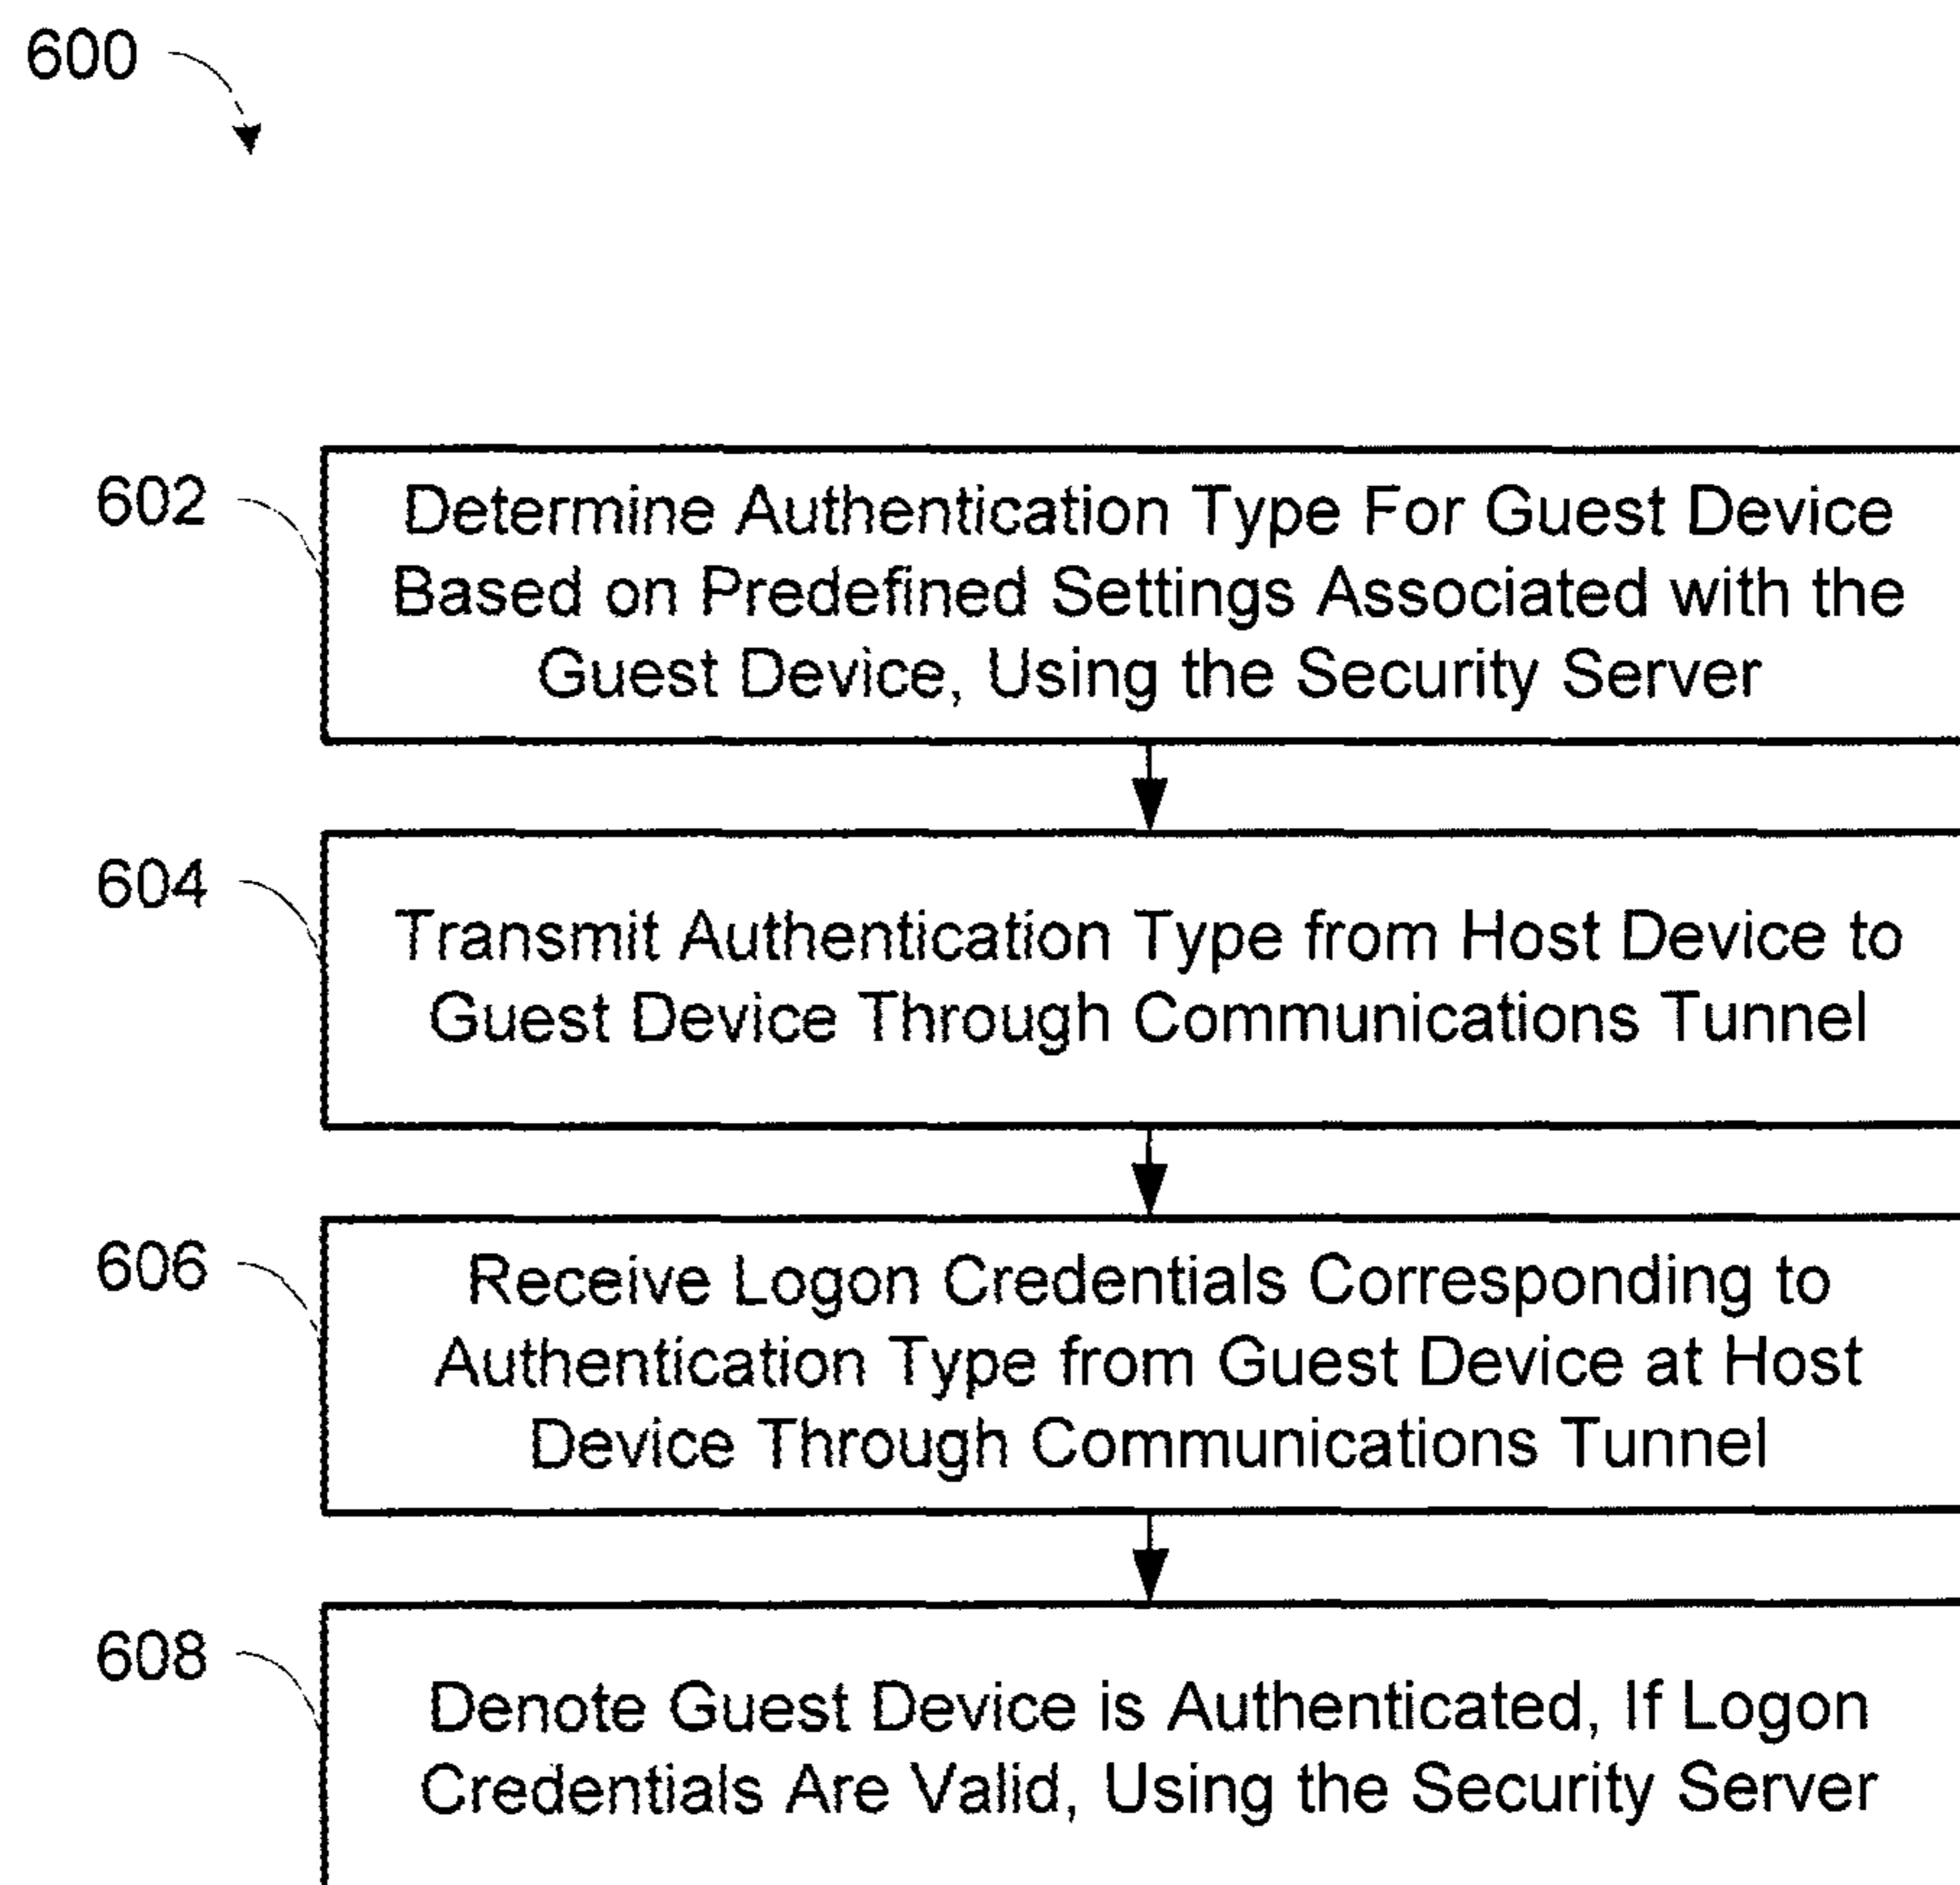 600
602
Determine Authentication Type For Guest Device
Based on Predefined Settings Associated with the
Guest Device, Using the Security Server
604
Transmit Authentication Type from Host Device to
Guest Device Through Communications Tunnel
606
Receive Logon Credentials Corresponding to
Authentication Type from Guest Device at Host
Device Through Communications Tunnel
608
Denote Guest Device is Authenticated, If Logon
Credentials Are Valid, Using the Security Server